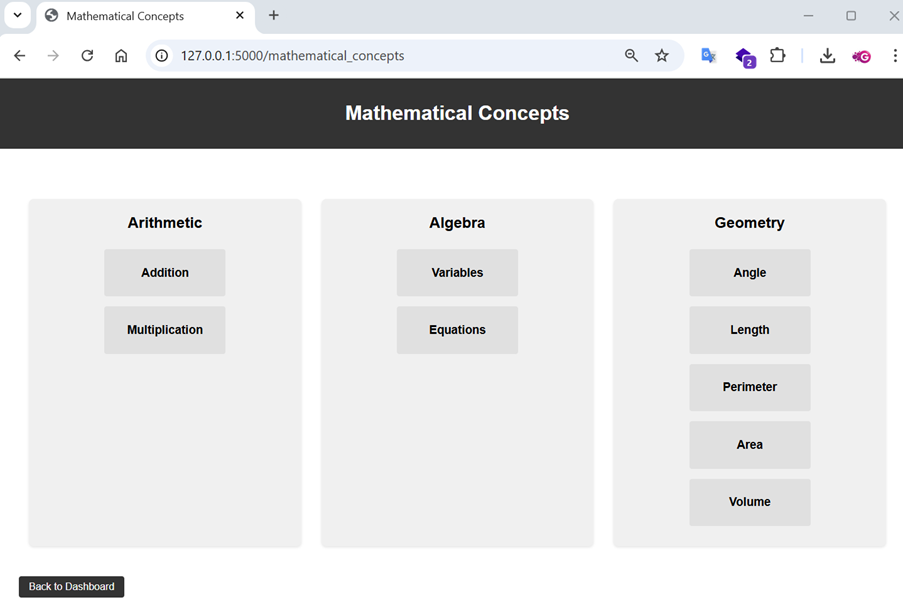 Mathematical Concepts
127.0.0.1:5000/mathematical_concepts
2
G
Mathematical Concepts
Arithmetic
Addition
Multiplication
Algebra
Variables
Equations
Geometry
Angle
Length
Perimeter
Area
Volume
Back to Dashboard